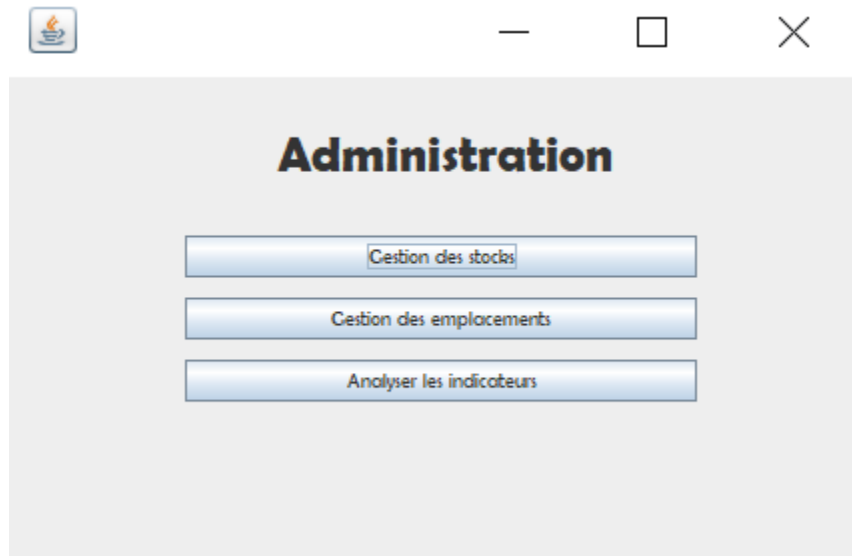 Administration
Gestion des stocks
Gestion des emplacements
Analyser les indicateurs